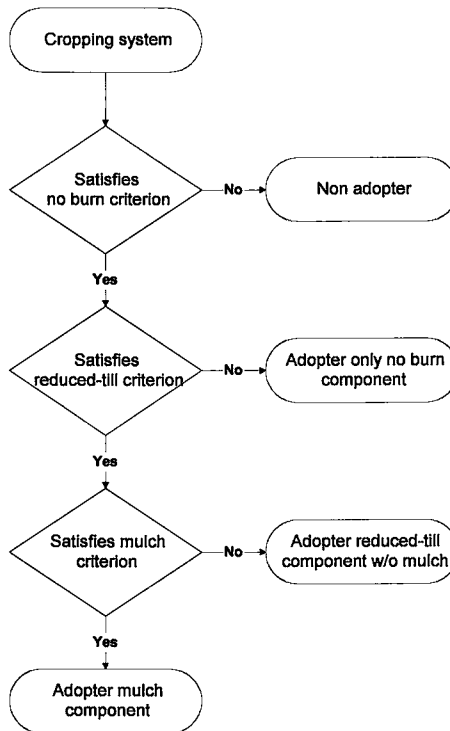 Cropping system
Satisfies
no burn criterion
No
Non adopter
Yes
Satisfies
reduced-till criterion
No
Adopter only no burn
component
Yes
Satisfies mulch
criterion
No
Adopter reduced-till
component w/o mulch
Yes
Adopter mulch
component